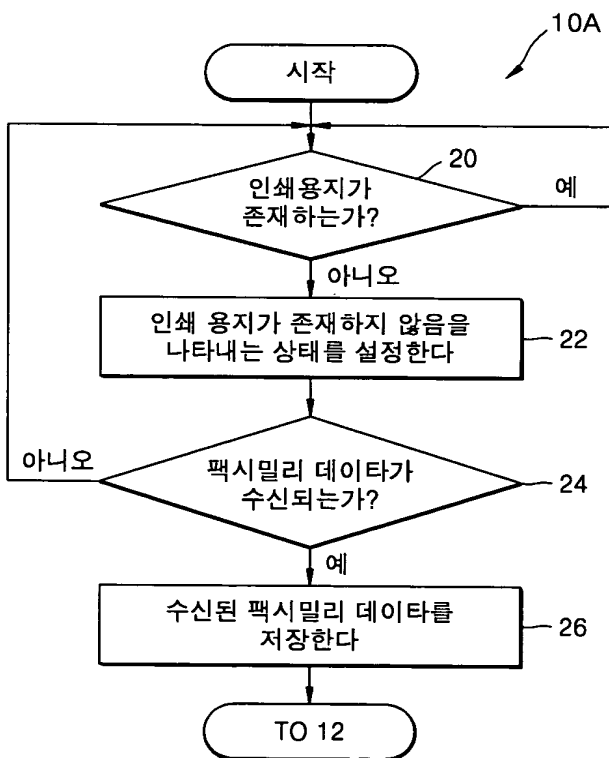 10A
시작
20
인쇄용지가
존재하는가?
예
아니오
인쇄 용지가 존재하지 않음을
나타내는 상태를 설정한다
22
아니오
팩시밀리 데이타가
수신되는가?
24
예
수신된 팩시밀리 데이타를
저장한다
26
TO 12